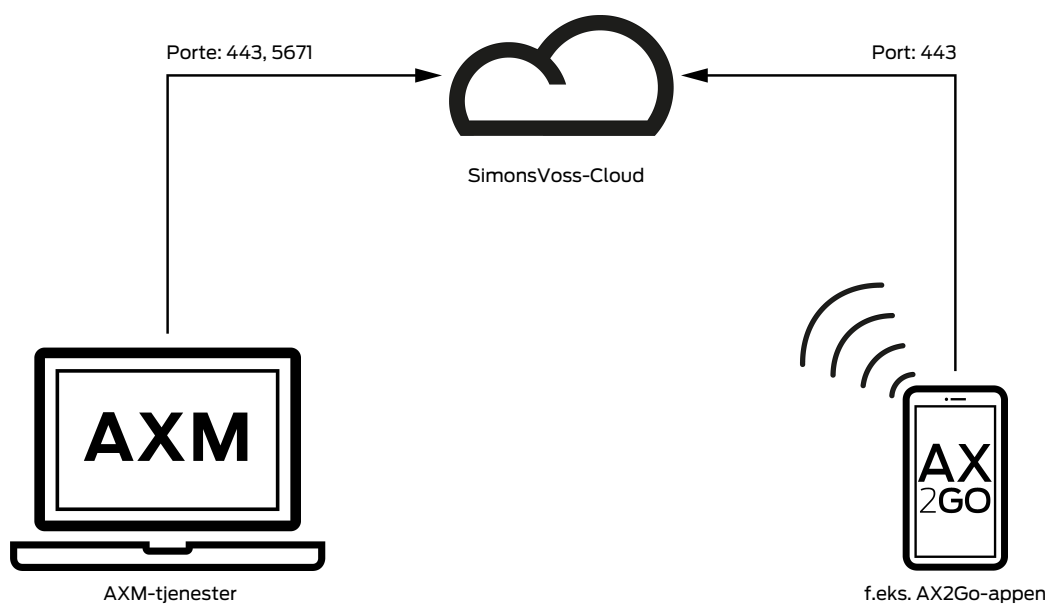 Porte: 443, 5671
Port: 443
SimonsVoss-Cloud
AXM
AX
2GO
AXM-tjenester
f.eks. AX2Go-appen